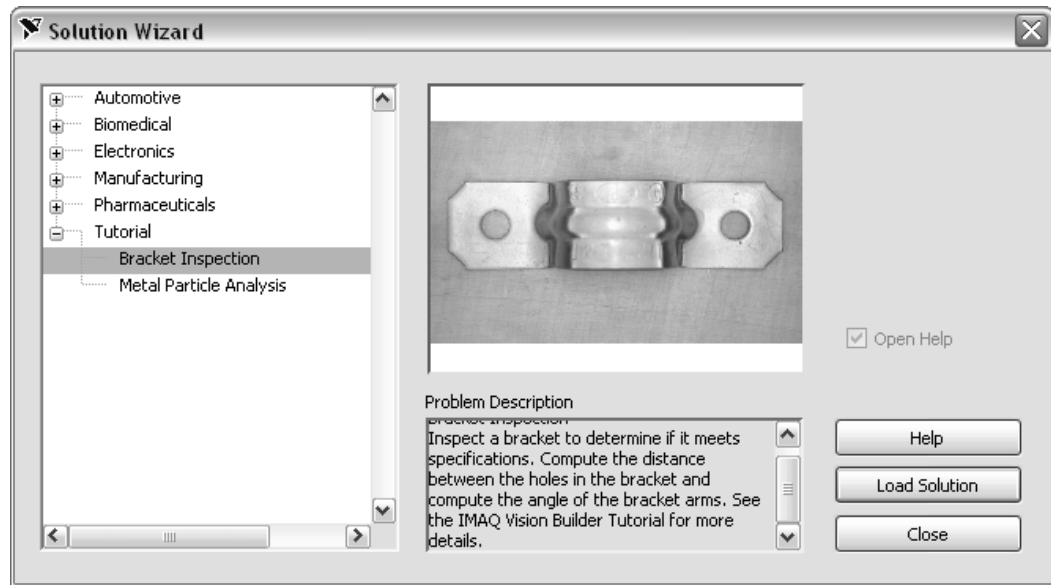 Solution Wizard
Automotive
Biomedical
Electronics
Manufacturing
Pharmaceuticals
Tutorial
Bracket Inspection
Metal Particle Analysis
Open Help
Problem Description
Bracket Inspection
Inspect a bracket to determine if it meets
specifications. Compute the distance
between the holes in the bracket and
compute the angle of the bracket arms. See
the IMAQ Vision Builder Tutorial for more
details.
Help
Load Solution
Close